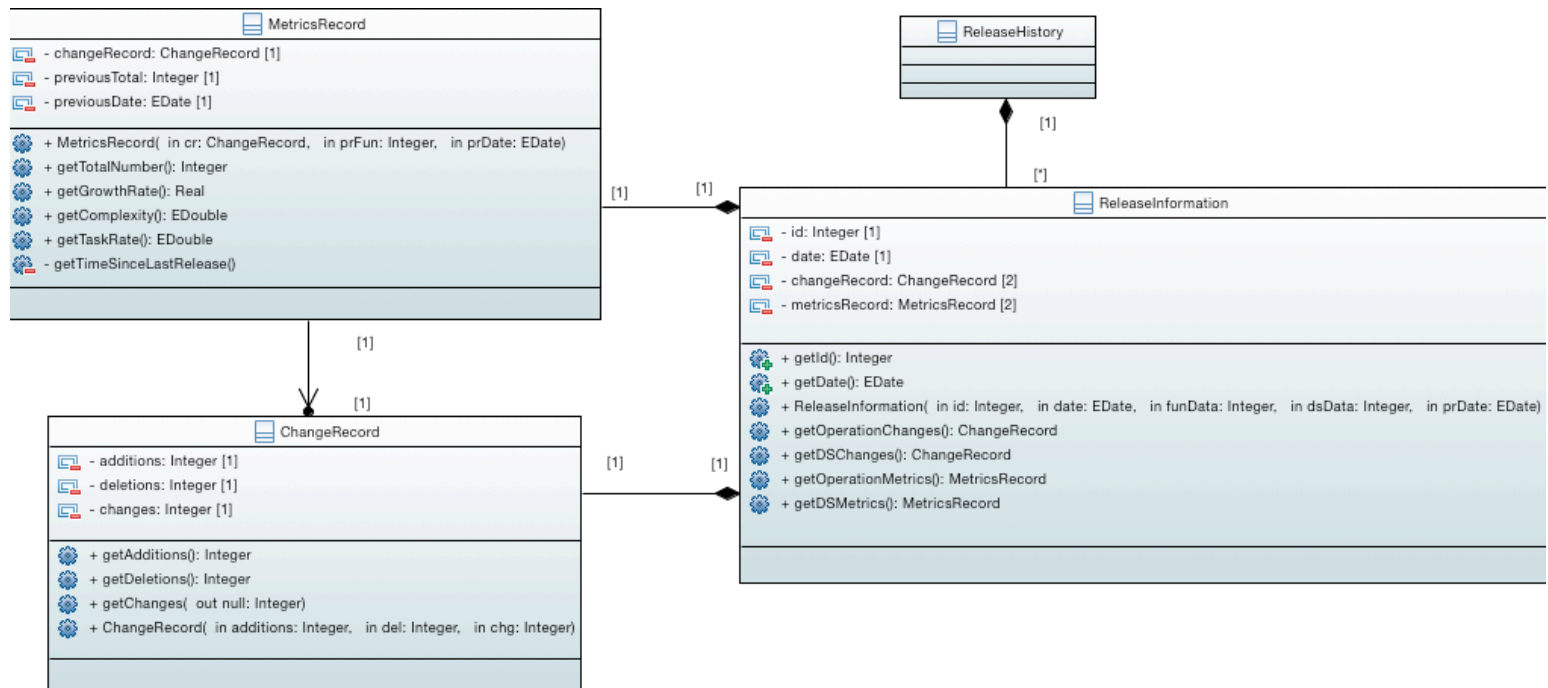 MetricsRecord
- changeRecord: ChangeRecord [1]
- previousTotal: Integer [1]
- previousDate: EDate [1]
+ MetricsRecord( in cr: ChangeRecord, in prFun: Integer, in prDate: EDate)
+ getTotalNumber(): Integer
+ getGrowthRate(): Real
+ getComplexity(): EDouble
+ getTaskRate(): EDouble
- getTimeSinceLastRelease()
ReleaseHistory
[1]
[*]
[1]
[1]
ReleaseInformation
- id: Integer [1]
- date: EDate [1]
- changeRecord: ChangeRecord [2]
- metricsRecord: MetricsRecord [2]
+ getId(): Integer
+ getDate(): EDate
+ ReleaseInformation( in id: Integer, in date: EDate, in funData: Integer, in dsData: Integer, in prDate: EDate)
+ getOperationChanges(): ChangeRecord
+ getDSChanges(): ChangeRecord
+ getOperationMetrics(): MetricsRecord
+ getDSMetrics(): MetricsRecord
[1]
[1]
ChangeRecord
- additions: Integer [1]
- deletions: Integer [1]
- changes: Integer [1]
+ getAdditions(): Integer
+ getDeletions(): Integer
+ getChanges( out null: Integer)
+ ChangeRecord( in additions: Integer, in del: Integer, in chg: Integer)
[1]
[1]